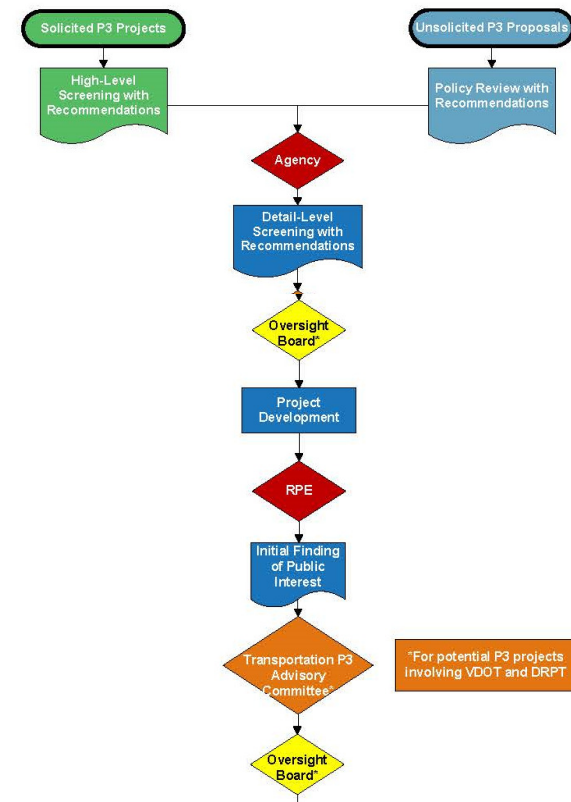 Solicited P3 Projects
Unsolicited P3 Proposals
High-Level
Screening with
Recommendations
Policy Review with
Recommendations
Agency
Detail-Level
Screening with
Recommendations
Oversight
Board*
Project
Development
RPE
Initial Finding
of Public
Interest
Transportation P3
Advisory
Committee*
*For potential P3 projects
involving VDOT and DRPT
Oversight
Board*